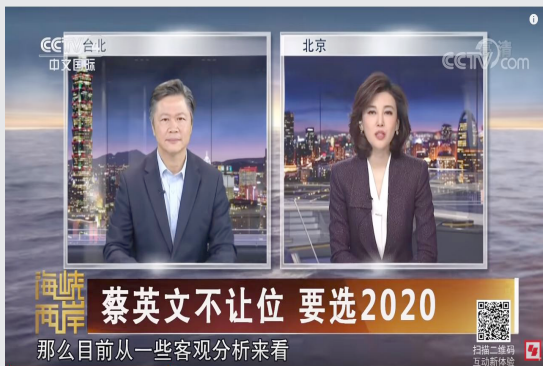 CCTV 4
中文国际
台北
北京
CCTV.com
海峡
两岸
蔡英文不让位 要选2020
那么目前从一些客观分析来看
扫描二维码
互动新体验